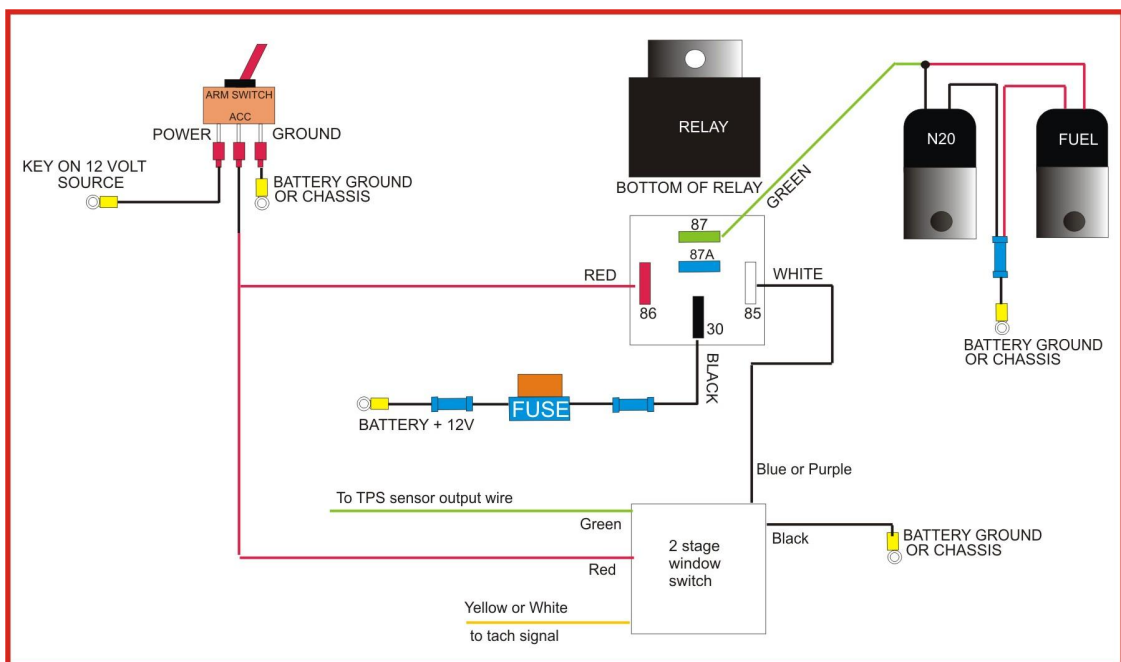 ARM SWITCH
ACC
POWER
GROUND
KEY ON 12 VOLT
SOURCE
BATTERY GROUND
OR CHASSIS
RELAY
BOTTOM OF RELAY
GREEN
N20
FUEL
BATTERY GROUND
OR CHASSIS
87
87A
RED
86
30
85
WHITE
BLACK
FUSE
BATTERY + 12V
Blue or Purple
To TPS sensor output wire
Green
Red
2 stage
window
switch
Black
BATTERY GROUND
OR CHASSIS
Yellow or White
to tach signal